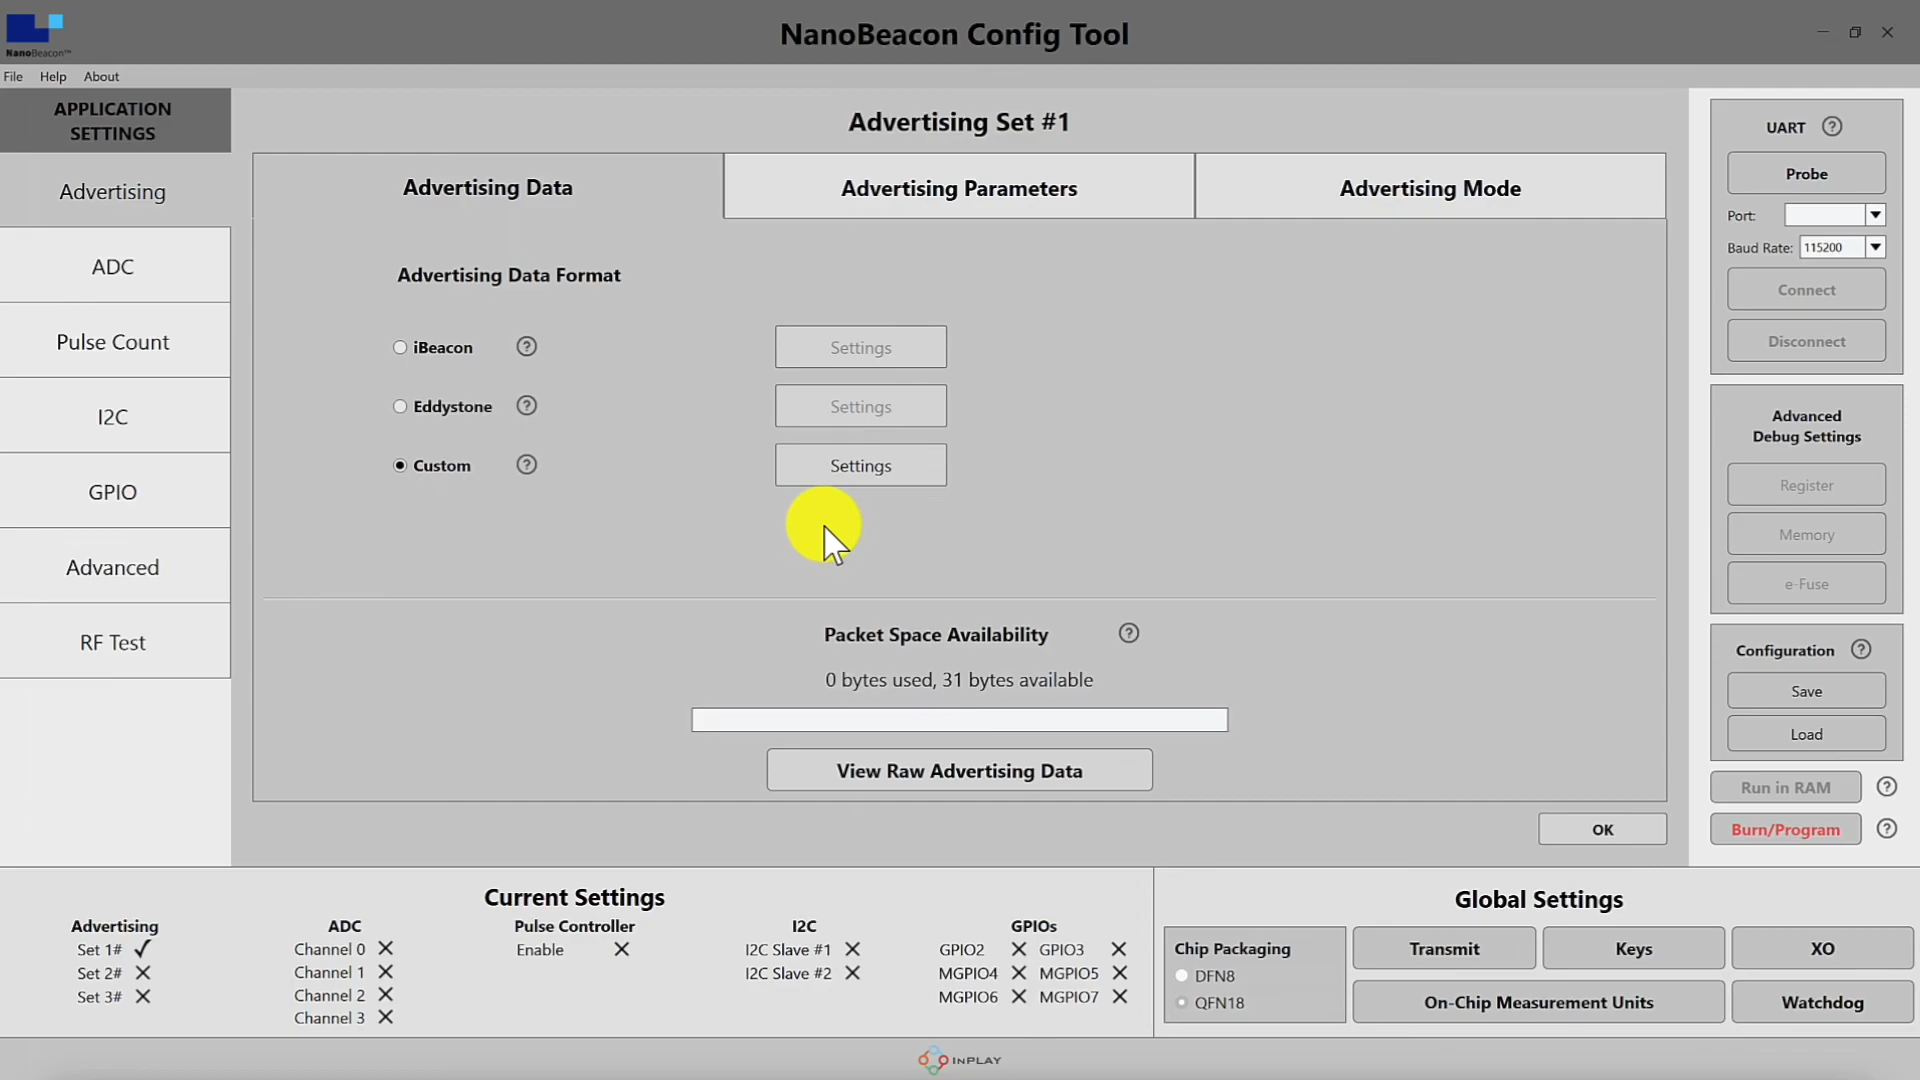 NanoBeacon Config Tool
NanoBeacon™
File Help About
APPLICATION
SETTINGS
Advertising
ADC
Pulse Count
I2C
GPIO
Advanced
RF Test
Advertising Set #1
Advertising Data Advertising Parameters Advertising Mode
Advertising Data Format
iBeacon ? Settings
Eddystone ? Settings
Custom ? Settings
Packet Space Availability ?
0 bytes used, 31 bytes available
View Raw Advertising Data
OK
UART ?
Probe
Port:
Baud Rate: 115200
Connect
Disconnect
Advanced
Debug Settings
Register
Memory
e-Fuse
Configuration ?
Save
Load
Run in RAM ?
Burn/Program ?
Current Settings
Advertising
Set 1#
Set 2#
Set 3#
ADC
Channel 0
Channel 1
Channel 2
Channel 3
Pulse Controller
Enable
I2C
I2C Slave #1
I2C Slave #2
GPIOs
GPIO2 GPIO3
MGPIO4 MGPIO5
MGPIO6 MGPIO7
Global Settings
Chip Packaging
DFN8
QFN18
Transmit Keys XO
On-Chip Measurement Units Watchdog
INPLAY